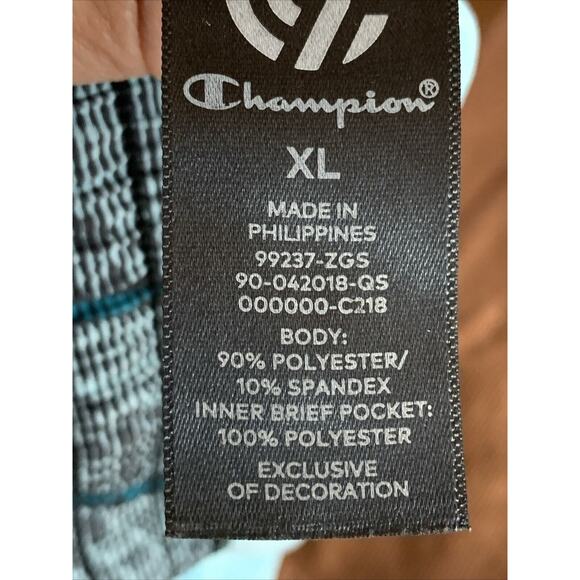 Champion®
XL
MADE IN
PHILIPPINES
99237-ZGS
90-042018-QS
000000-C218
BODY:
90% POLYESTER/
10% SPANDEX
INNER BRIEF POCKET:
100% POLYESTER
EXCLUSIVE
OF DECORATION